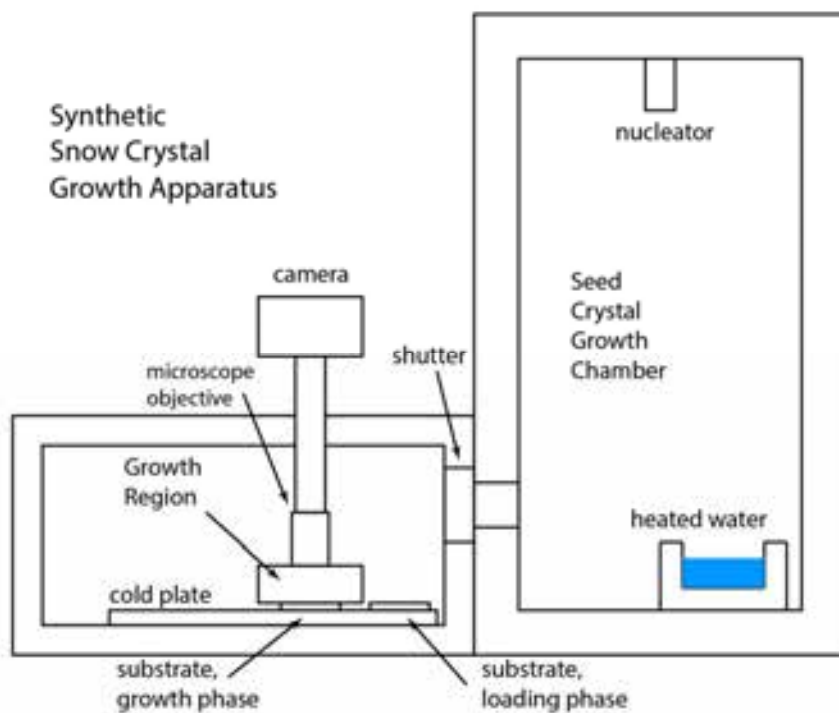 Synthetic
Snow Crystal
Growth Apparatus
nucleator
camera
Seed
Crystal
Growth
Chamber
shutter
microscope
objective
Growth
Region
heated water
cold plate
substrate,
growth phase
substrate,
loading phase